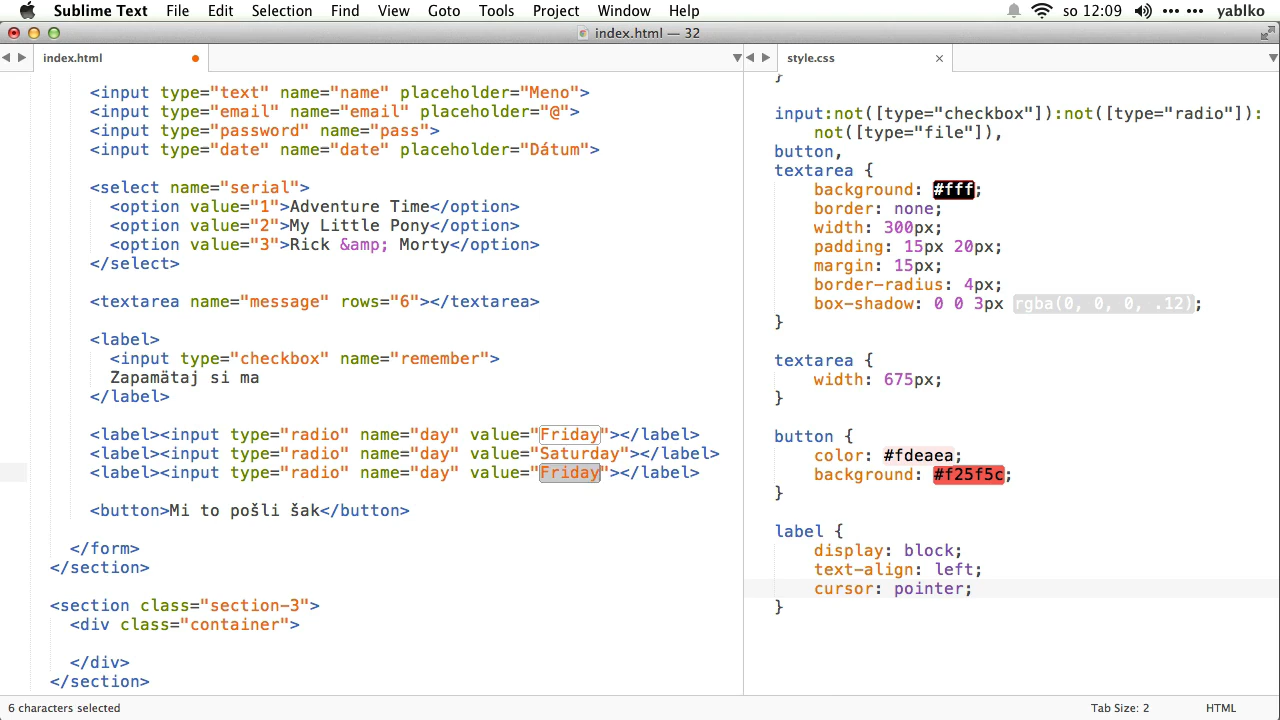 Sublime Text File Edit Selection Find View Goto Tools Project Window Help so 12:09 yablko
index.html — 32
index.html
<input type="text" name="name" placeholder="Meno">
<input type="email" name="email" placeholder="@">
<input type="password" name="pass">
<input type="date" name="date" placeholder="Dátum">
<select name="serial">
<option value="1">Adventure Time</option>
<option value="2">My Little Pony</option>
<option value="3">Rick &amp; Morty</option>
</select>
<textarea name="message" rows="6"></textarea>
<label>
<input type="checkbox" name="remember">
Zapamätaj si ma
</label>
<label><input type="radio" name="day" value="Friday"></label>
<label><input type="radio" name="day" value="Saturday"></label>
<label><input type="radio" name="day" value="Friday"></label>
<button>Mi to pošli šak</button>
</form>
</section>
<section class="section-3">
<div class="container">
</div>
</section>
style.css
}
input:not([type="checkbox"]):not([type="radio"]):
not([type="file"]),
button,
textarea {
background: #fff;
border: none;
width: 300px;
padding: 15px 20px;
margin: 15px;
border-radius: 4px;
box-shadow: 0 0 3px rgba(0, 0, 0, .12);
}
textarea {
width: 675px;
}
button {
color: #fdeaea;
background: #f25f5c;
}
label {
display: block;
text-align: left;
cursor: pointer;
}
6 characters selected
Tab Size: 2 HTML